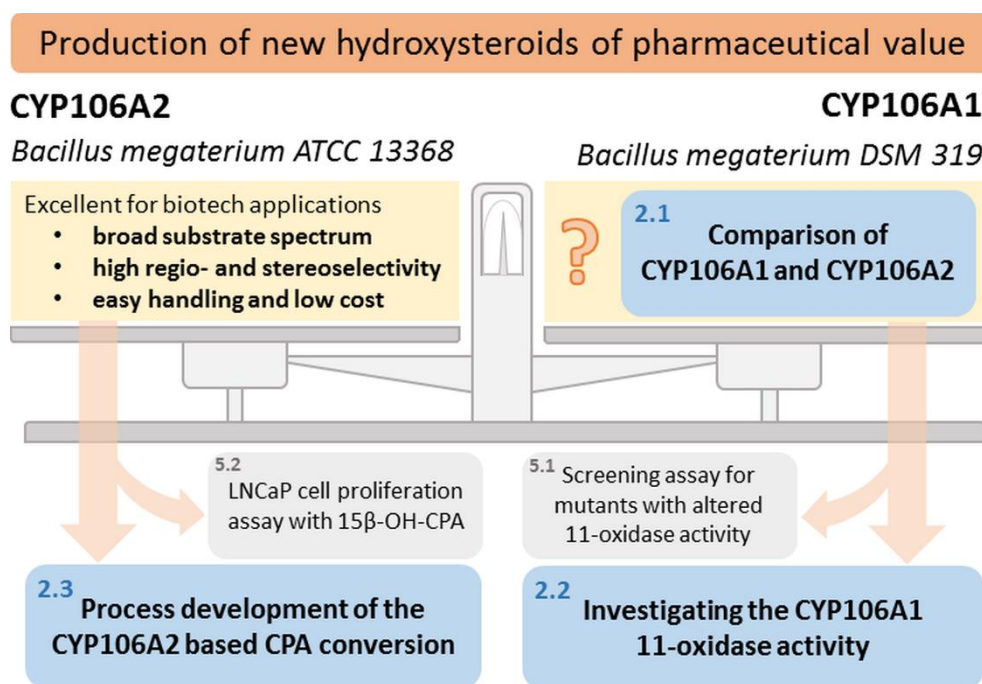 Production of new hydroxysteroids of pharmaceutical value
CYP106A2
Bacillus megaterium ATCC 13368
Excellent for biotech applications
• broad substrate spectrum
• high regio- and stereoselectivity
• easy handling and low cost
CYP106A1
Bacillus megaterium DSM 319
?
2.1
Comparison of
CYP106A1 and CYP106A2
5.2
LNCaP cell proliferation
assay with 15β-OH-CPA
5.1
Screening assay for
mutants with altered
11-oxidase activity
2.3
Process development of the
CYP106A2 based CPA conversion
2.2
Investigating the CYP106A1
11-oxidase activity